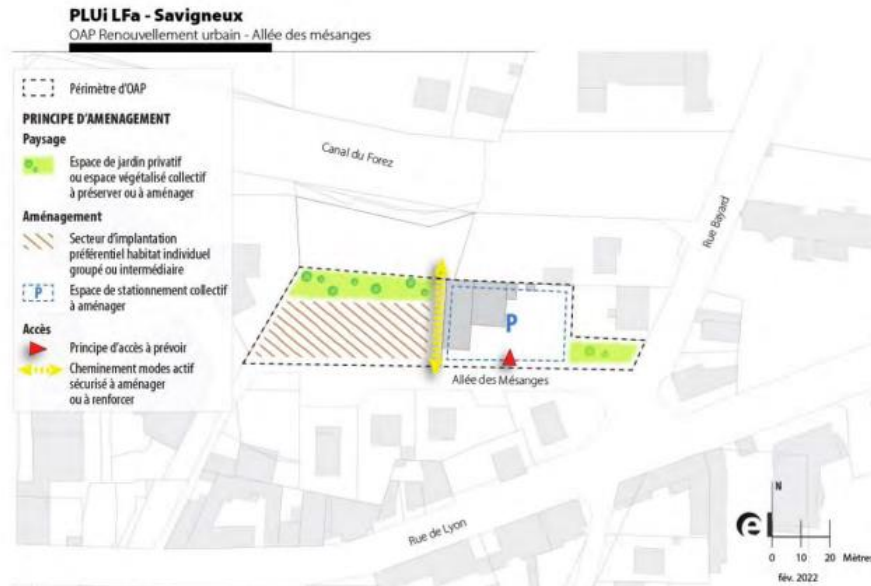 PLUi LFa - Savigneux
OAP Renouvellement urbain - Allée des mésanges
Périmètre d'OAP
PRINCIPE D'AMENAGEMENT
Paysage
Espace de jardin privatif
ou espace végétalisé collectif
à préserver ou à aménager
Aménagement
Secteur d'implantation
préférentiel habitat individuel
groupé ou intermédiaire
P
Espace de stationnement collectif
à aménager
Accès
Principe d'accès à prévoir
Cheminement modes actif
sécurisé à aménager
ou à renforcer
Canal du Forez
Rue Bayard
P
Allée des Mésanges
Rue de Lyon
N
0 10 20 Mètres
fév. 2022